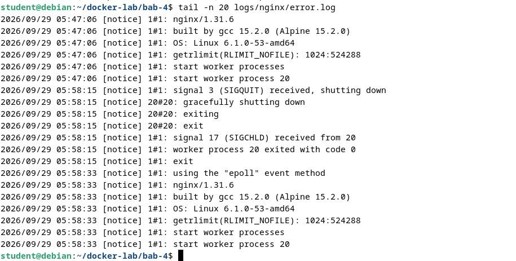 student@debian:~/docker-lab/bab-4$ tail -n 20 logs/nginx/error.log
2026/09/29 05:47:06 [notice] 1#1: nginx/1.31.6
2026/09/29 05:47:06 [notice] 1#1: built by gcc 15.2.0 (Alpine 15.2.0)
2026/09/29 05:47:06 [notice] 1#1: OS: Linux 6.1.0-53-amd64
2026/09/29 05:47:06 [notice] 1#1: getrlimit(RLIMIT_NOFILE): 1024:524288
2026/09/29 05:47:06 [notice] 1#1: start worker processes
2026/09/29 05:47:06 [notice] 1#1: start worker process 20
2026/09/29 05:58:15 [notice] 1#1: signal 3 (SIGQUIT) received, shutting down
2026/09/29 05:58:15 [notice] 20#20: gracefully shutting down
2026/09/29 05:58:15 [notice] 20#20: exiting
2026/09/29 05:58:15 [notice] 20#20: exit
2026/09/29 05:58:15 [notice] 1#1: signal 17 (SIGCHLD) received from 20
2026/09/29 05:58:15 [notice] 1#1: worker process 20 exited with code 0
2026/09/29 05:58:15 [notice] 1#1: exit
2026/09/29 05:58:33 [notice] 1#1: using the "epoll" event method
2026/09/29 05:58:33 [notice] 1#1: nginx/1.31.6
2026/09/29 05:58:33 [notice] 1#1: built by gcc 15.2.0 (Alpine 15.2.0)
2026/09/29 05:58:33 [notice] 1#1: OS: Linux 6.1.0-53-amd64
2026/09/29 05:58:33 [notice] 1#1: getrlimit(RLIMIT_NOFILE): 1024:524288
2026/09/29 05:58:33 [notice] 1#1: start worker processes
2026/09/29 05:58:33 [notice] 1#1: start worker process 20
student@debian:~/docker-lab/bab-4$